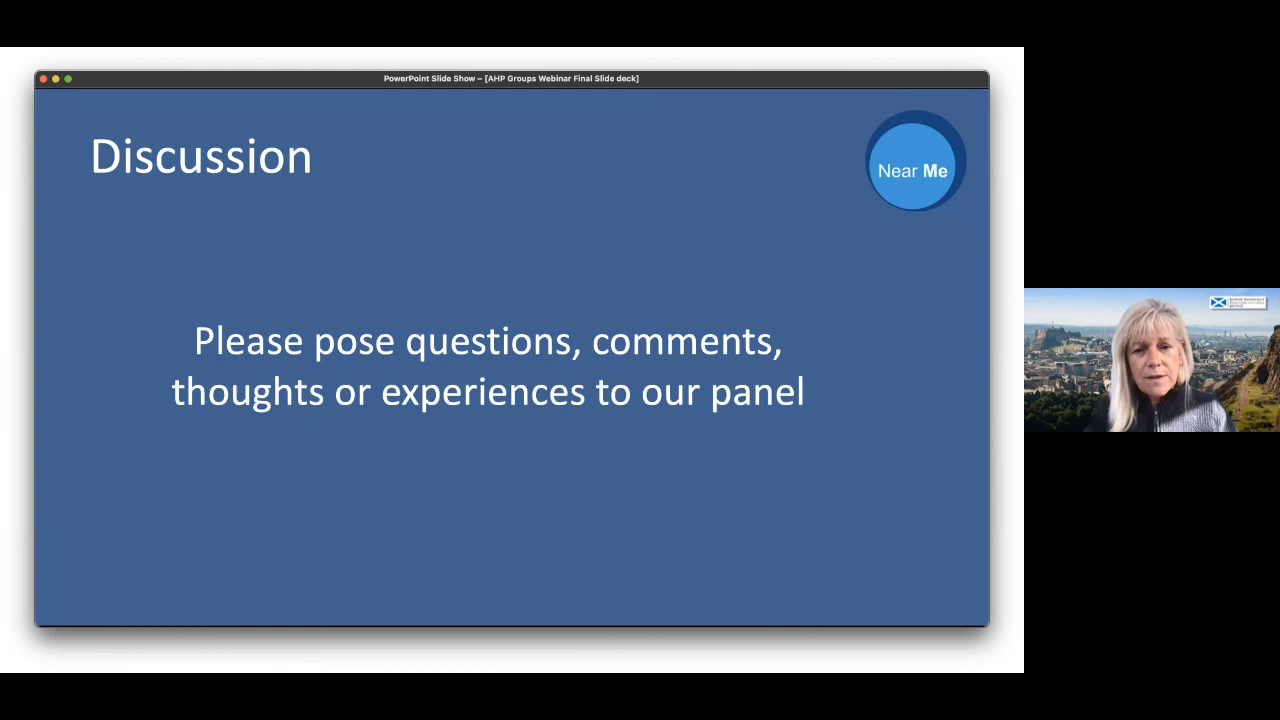 PowerPoint Slide Show – [AHP Groups Webinar Final Slide deck]
Discussion
Near Me
Please pose questions, comments,
thoughts or experiences to our panel